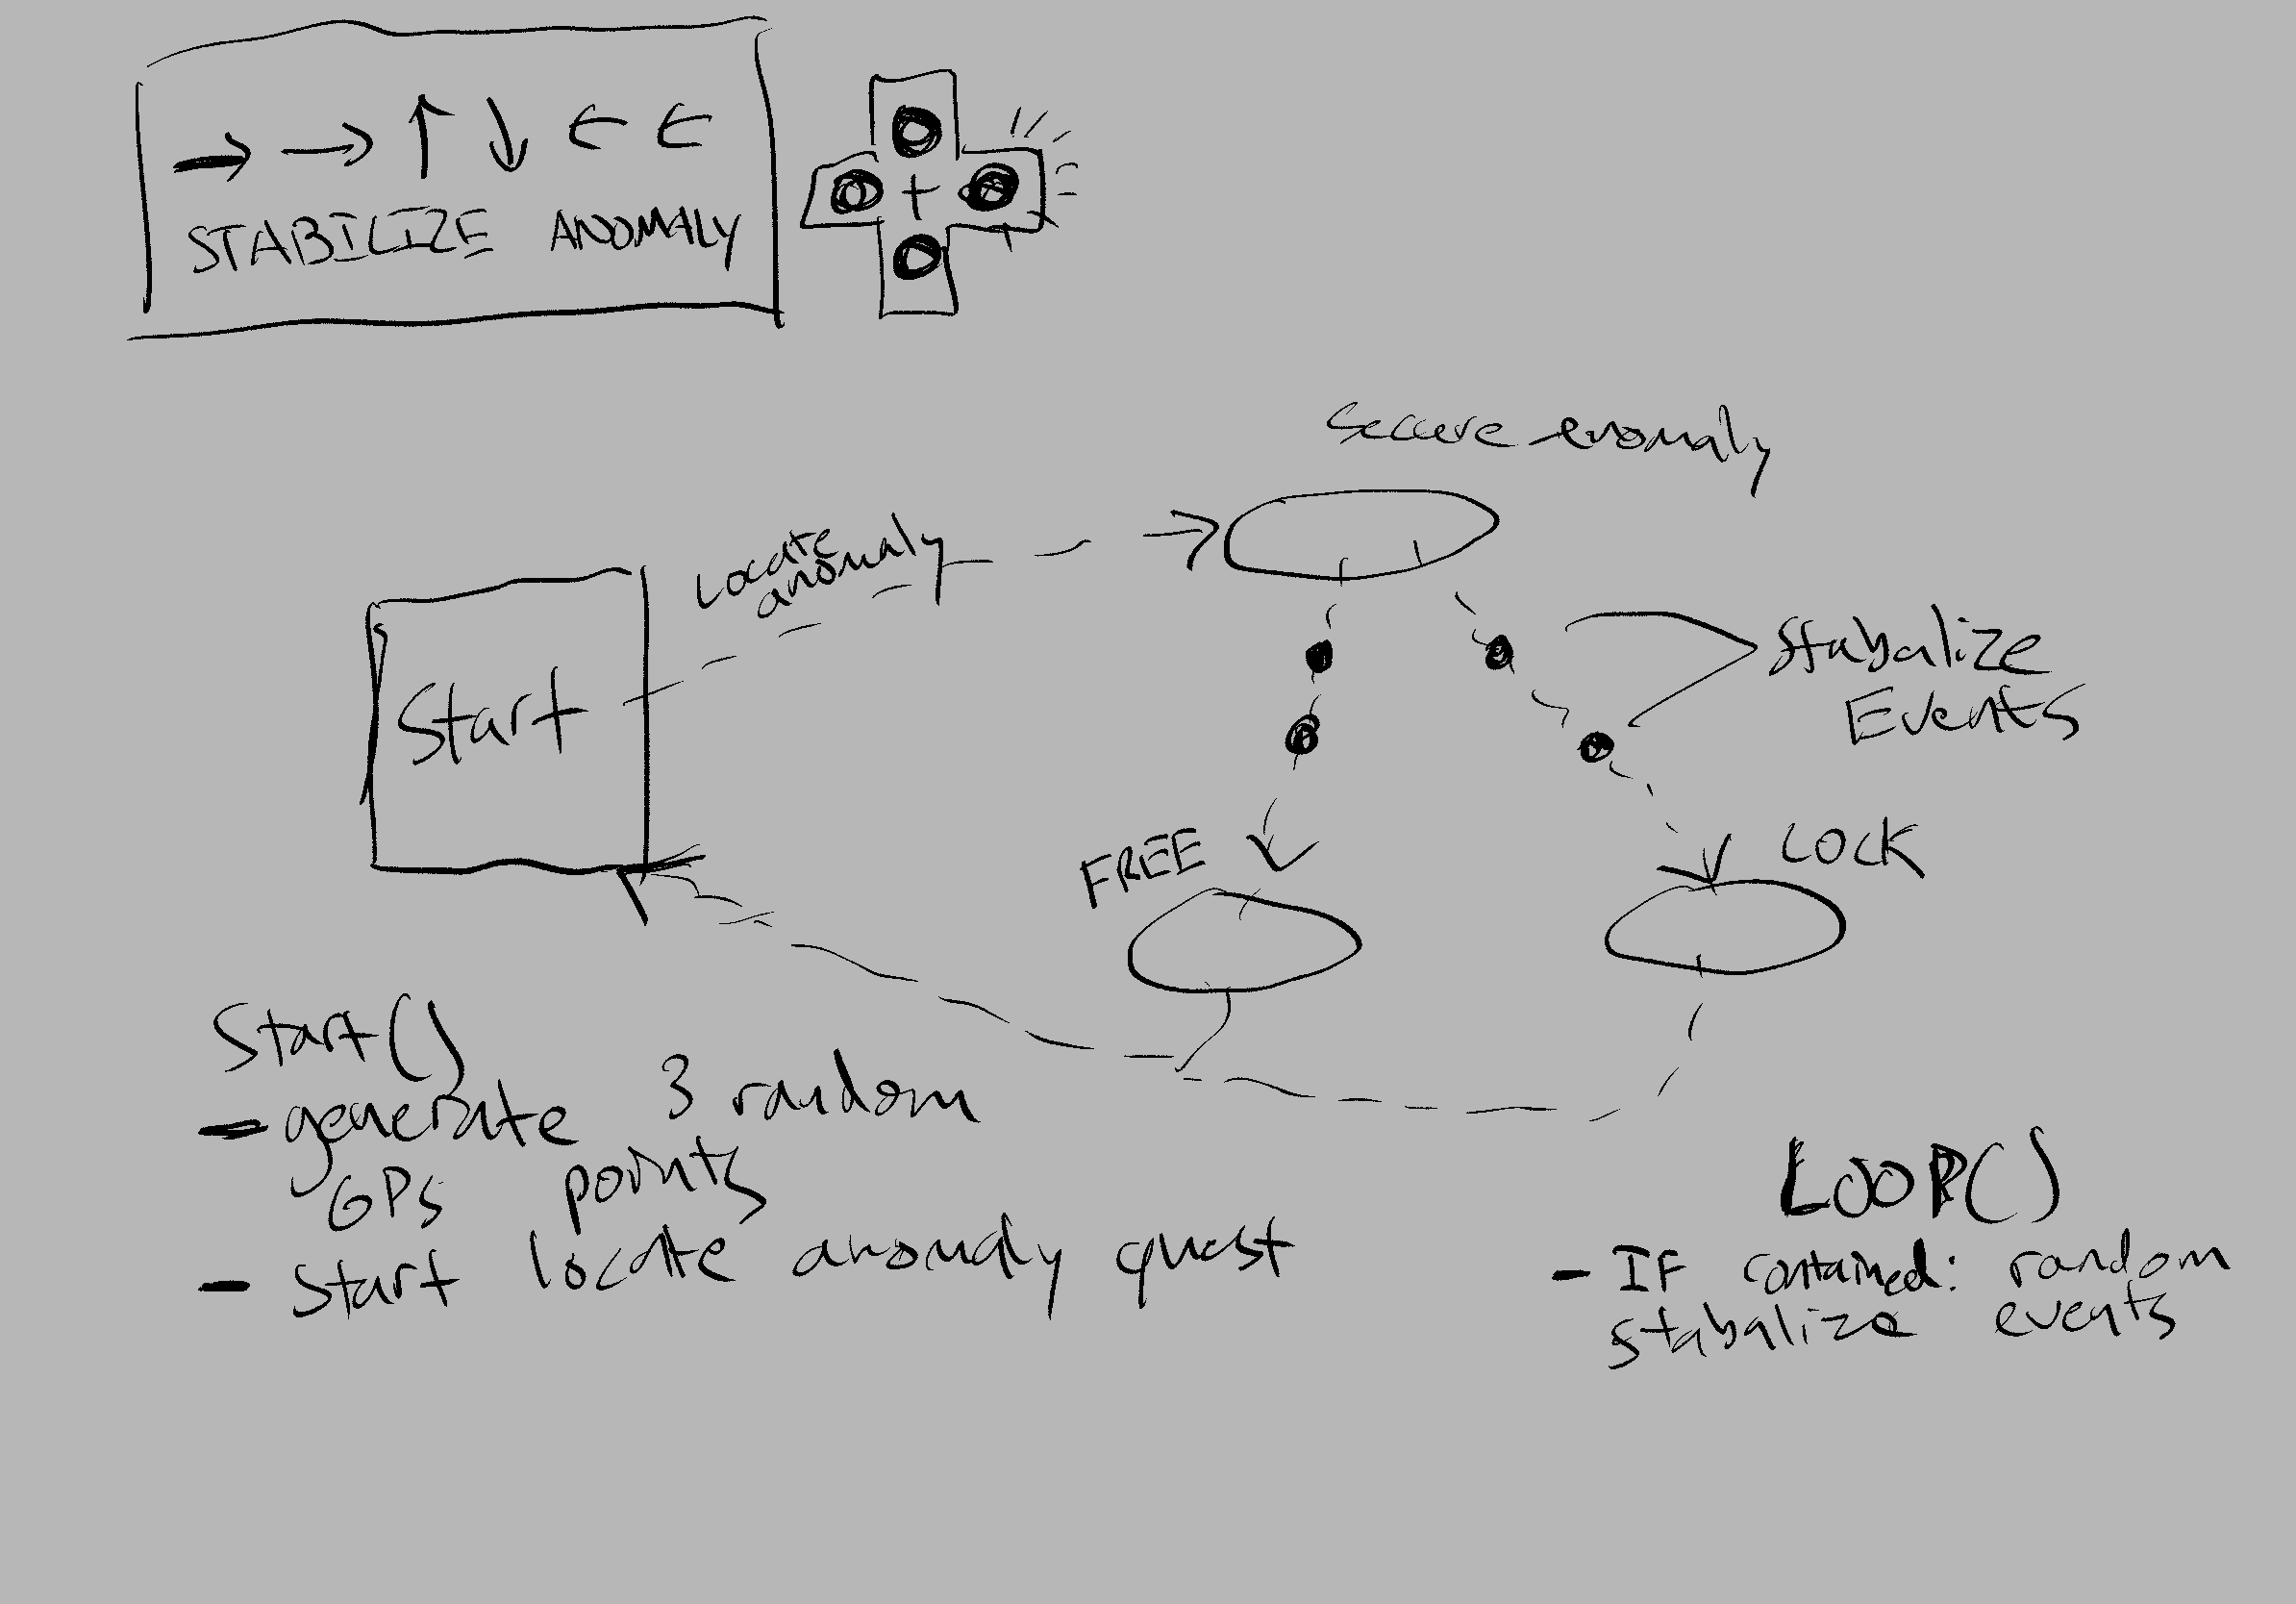 → → ↑ ↓ ← ←
STABILIZE ANOMALY
+
secure anomaly
Locate
anomaly
Start
stabalize
Events
FREE
LOCK
Start()
- generate 3 random
GPS points
- start locate anomaly quest
LOOP()
- IF contained: random
stabalize events